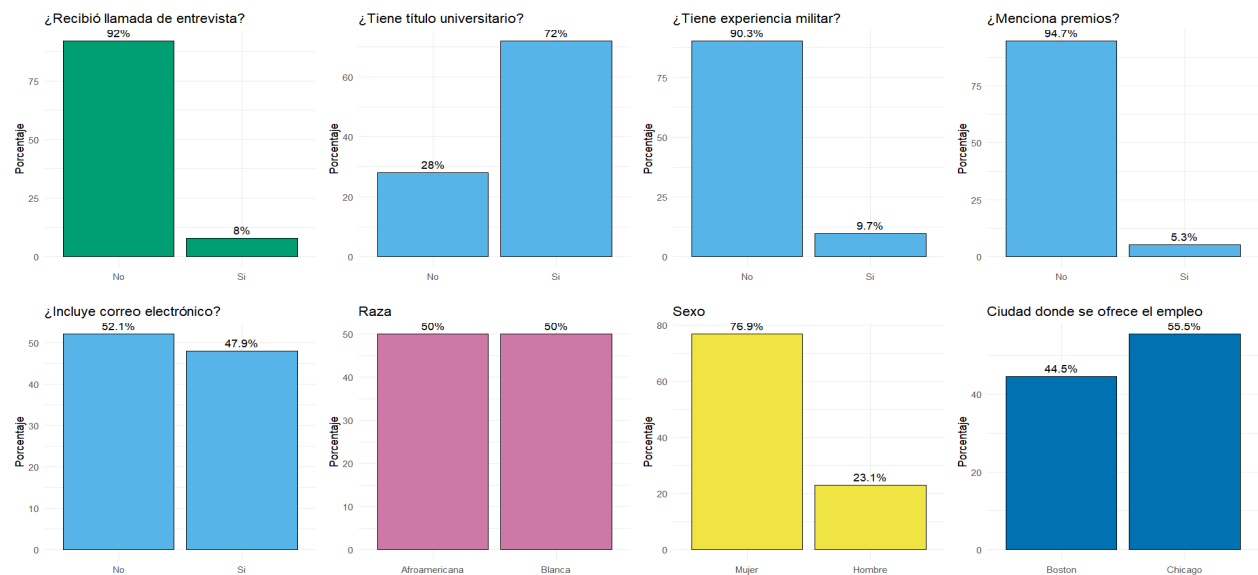 ¿Recibió llamada de entrevista?
92%
8%
75
50
25
0
Porcentaje
No
Si
¿Tiene título universitario?
72%
28%
60
40
20
0
Porcentaje
No
Si
¿Tiene experiencia militar?
90.3%
9.7%
75
50
25
0
Porcentaje
No
Si
¿Menciona premios?
94.7%
5.3%
75
50
25
0
Porcentaje
No
Si
¿Incluye correo electrónico?
52.1%
47.9%
50
40
30
20
10
0
Porcentaje
No
Si
Raza
50%
50%
50
40
30
20
10
0
Porcentaje
Afroamericana
Blanca
Sexo
76.9%
23.1%
80
60
40
20
0
Porcentaje
Mujer
Hombre
Ciudad donde se ofrece el empleo
55.5%
44.5%
40
20
0
Porcentaje
Boston
Chicago